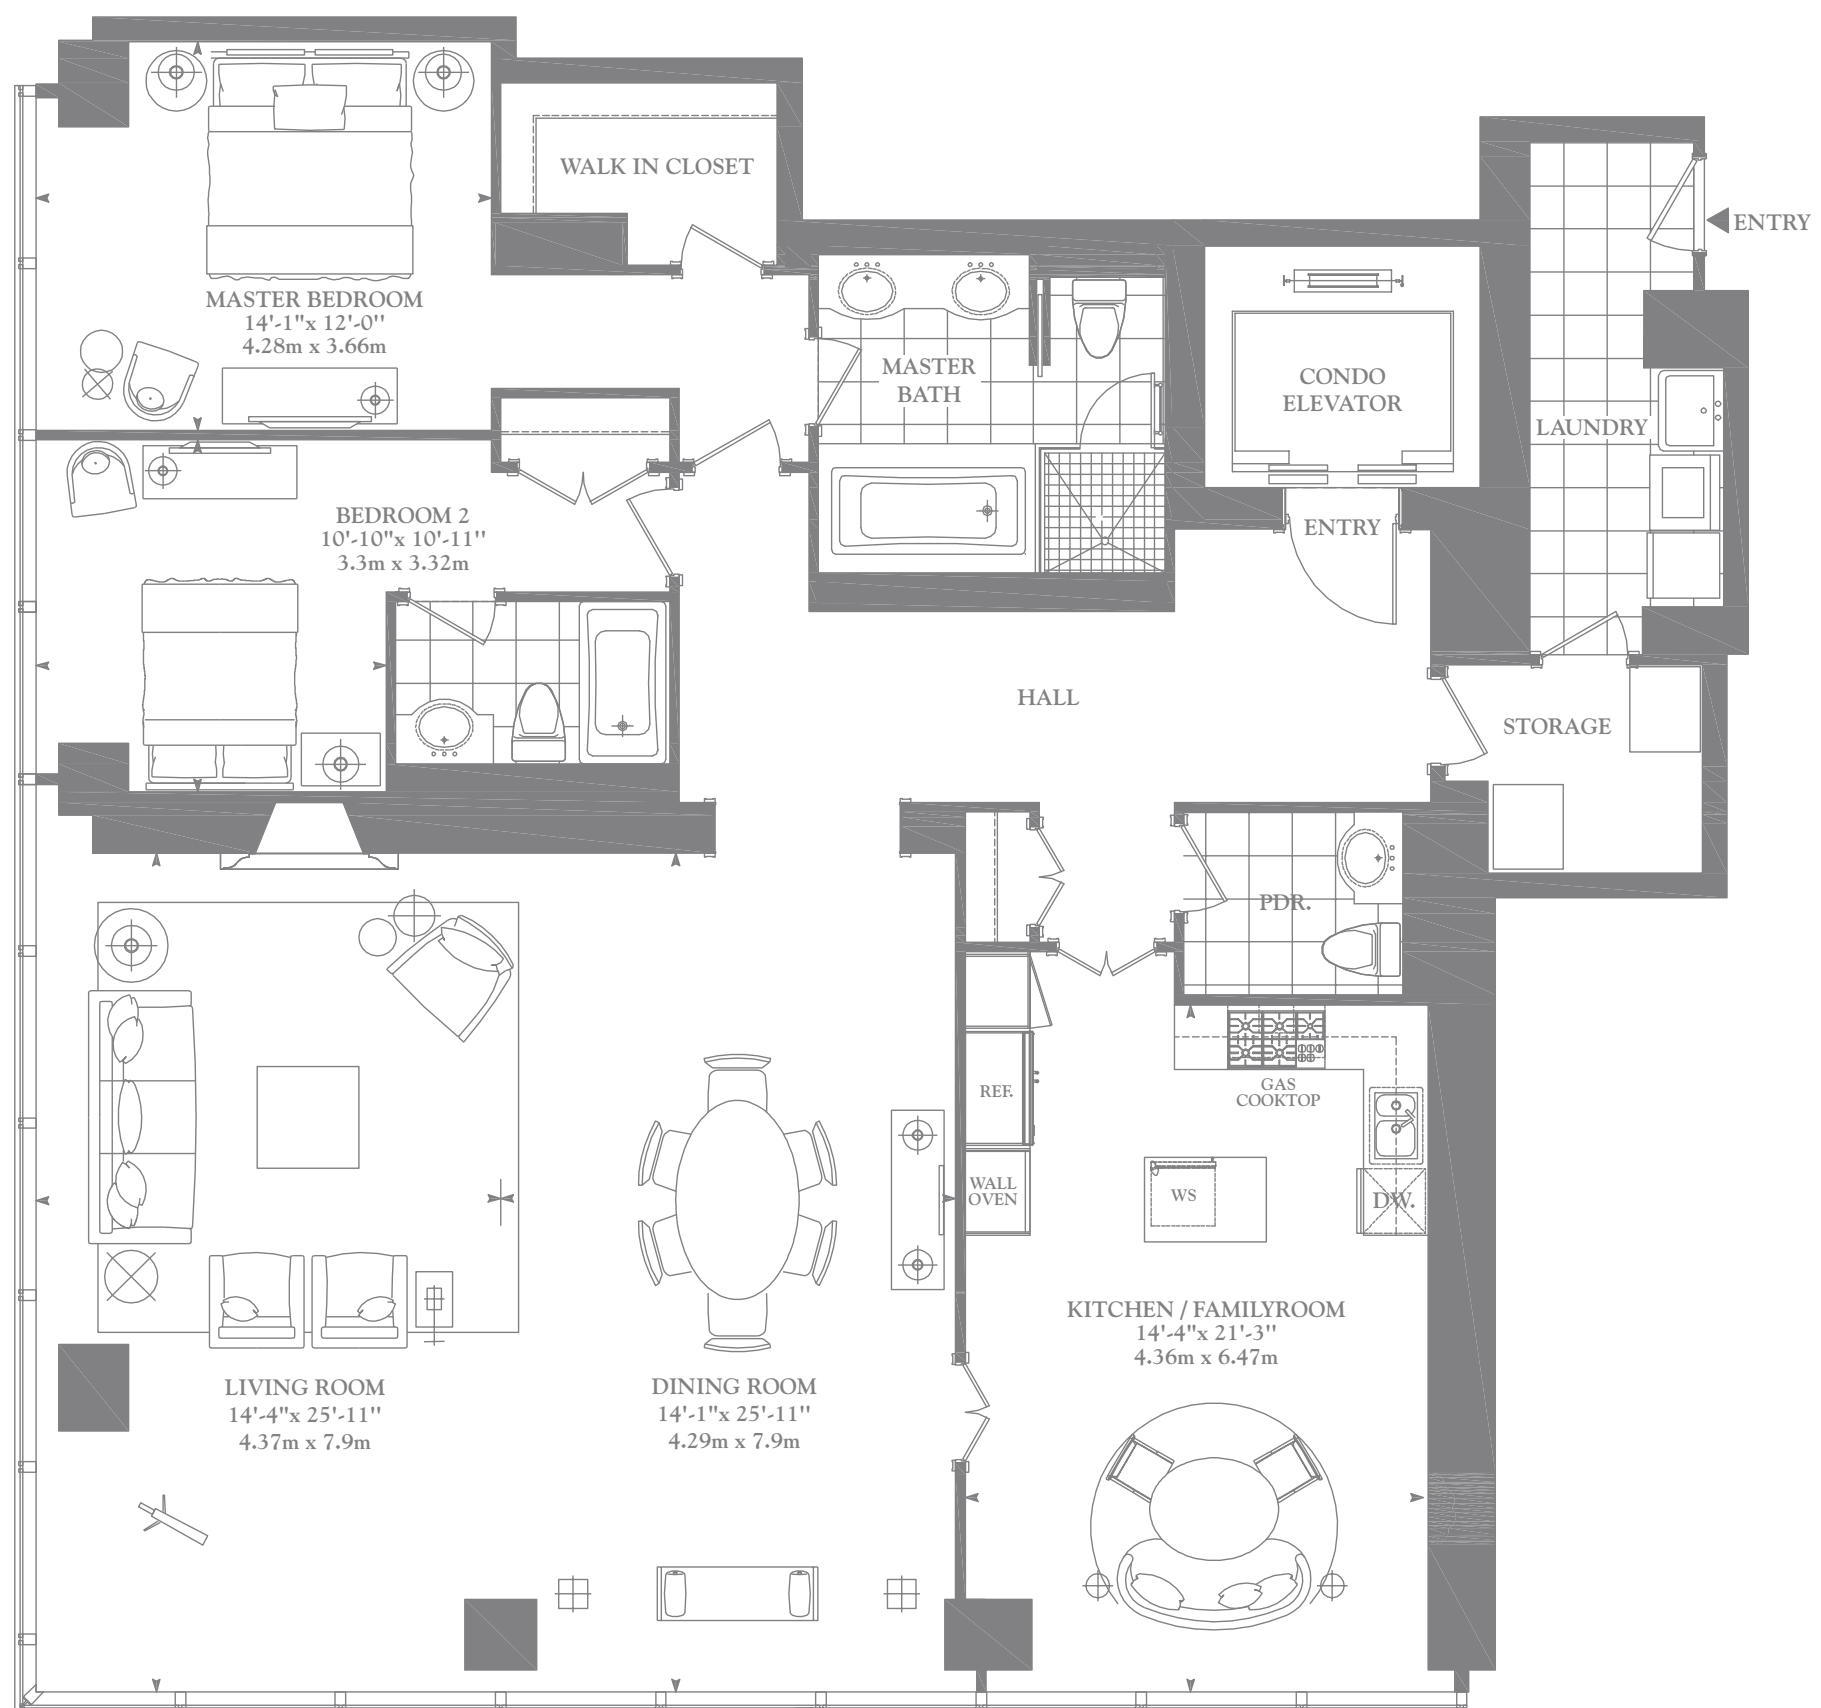 WALK IN CLOSET
ENTRY
MASTER BEDROOM
14'-1"x 12'-0"
4.28m x 3.66m
MASTER
BATH
CONDO
ELEVATOR
LAUNDRY
BEDROOM 2
10'-10"x 10'-11"
3.3m x 3.32m
ENTRY
HALL
STORAGE
PDR.
REF.
GAS
COOKTOP
WALL
OVEN
WS
DW.
KITCHEN / FAMILYROOM
14'-4"x 21'-3"
4.36m x 6.47m
LIVING ROOM
14'-4"x 25'-11"
4.37m x 7.9m
DINING ROOM
14'-1"x 25'-11"
4.29m x 7.9m